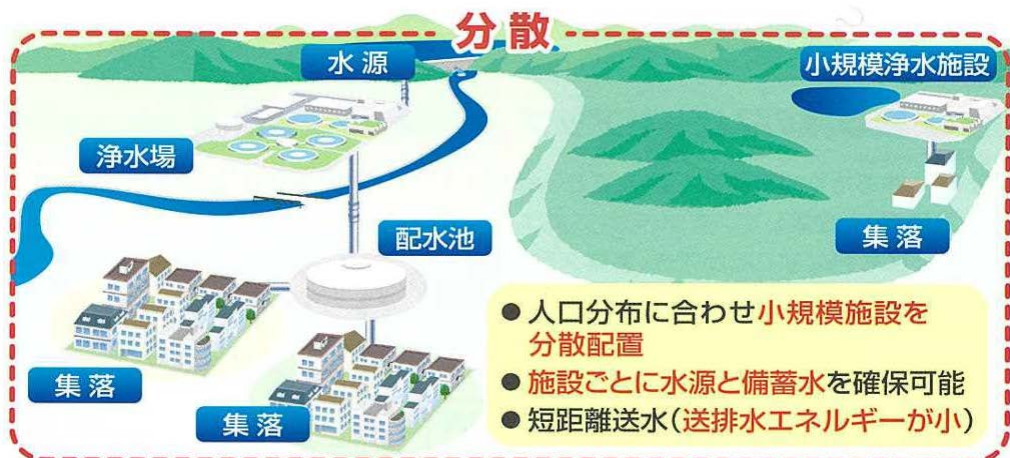 分散
水源
小規模浄水施設
浄水場
配水池
集落
集落
集落
● 人口分布に合わせ小規模施設を
分散配置
● 施設ごとに水源と備蓄水を確保可能
● 短距離送水(送排水エネルギーが小)